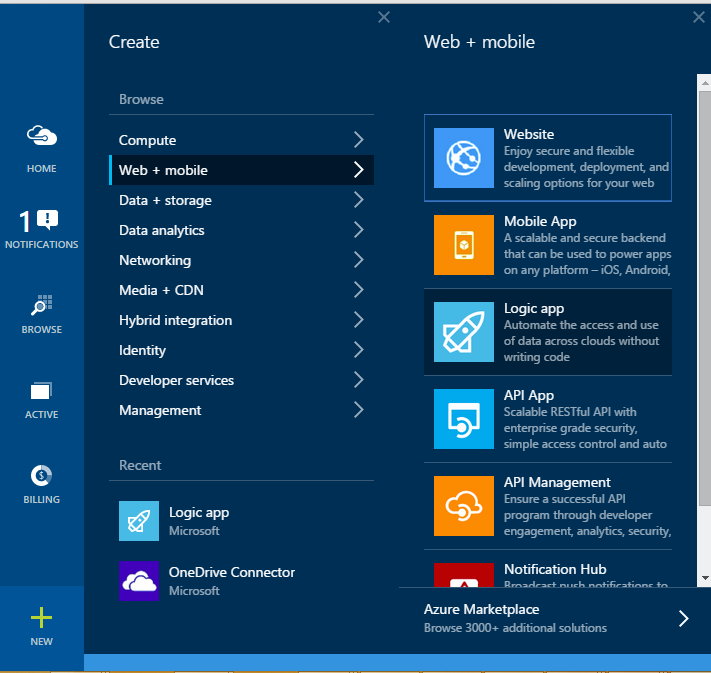 Create
Web + mobile
HOME
1
NOTIFICATIONS
BROWSE
ACTIVE
BILLING
NEW
Browse
Compute
Web + mobile
Data + storage
Data analytics
Networking
Media + CDN
Hybrid integration
Identity
Developer services
Management
Recent
Logic app
Microsoft
OneDrive Connector
Microsoft
Website
Enjoy secure and flexible
development, deployment, and
scaling options for your web
Mobile App
A scalable and secure backend
that can be used to power apps
on any platform – iOS, Android,
Logic app
Automate the access and use
of data across clouds without
writing code
API App
Scalable RESTful API with
enterprise grade security,
simple access control and auto
API Management
Ensure a successful API
program through developer
engagement, analytics, security,
Notification Hub
Broadcast push notifications to
Azure Marketplace
Browse 3000+ additional solutions